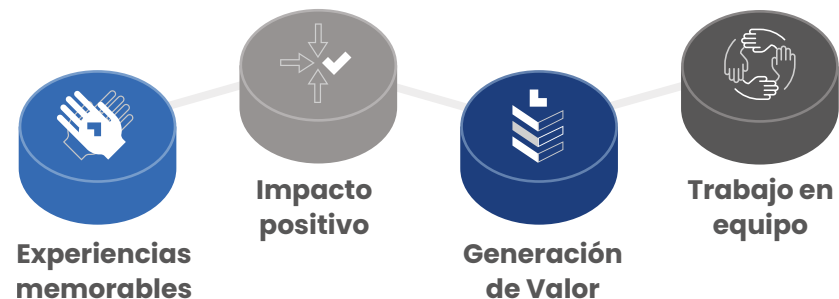 Experiencias
memorables
Impacto
positivo
Generación
de Valor
Trabajo en
equipo